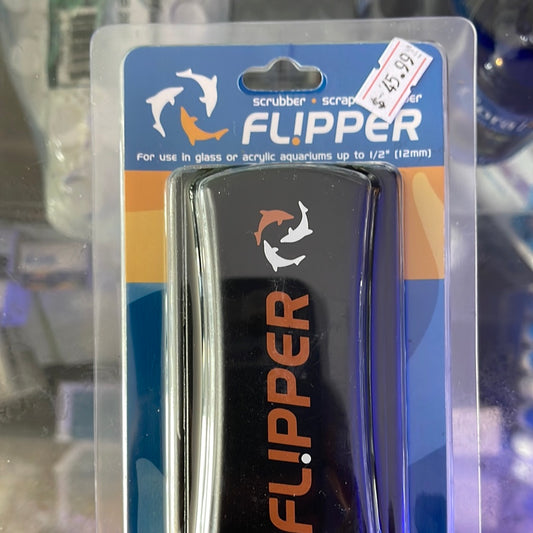 $45.99
scrubber • scrap
FL!PPER
For use in glass or acrylic aquariums up to 1/2" (12mm)
FL!PPER